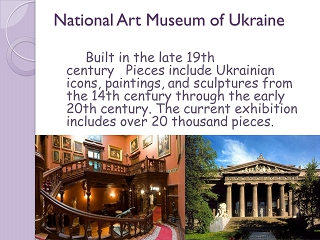 National Art Museum of Ukraine
Built in the late 19th
century   Pieces include Ukrainian
icons, paintings, and sculptures from
the 14th century through the early
20th century. The current exhibition
includes over 20 thousand pieces.